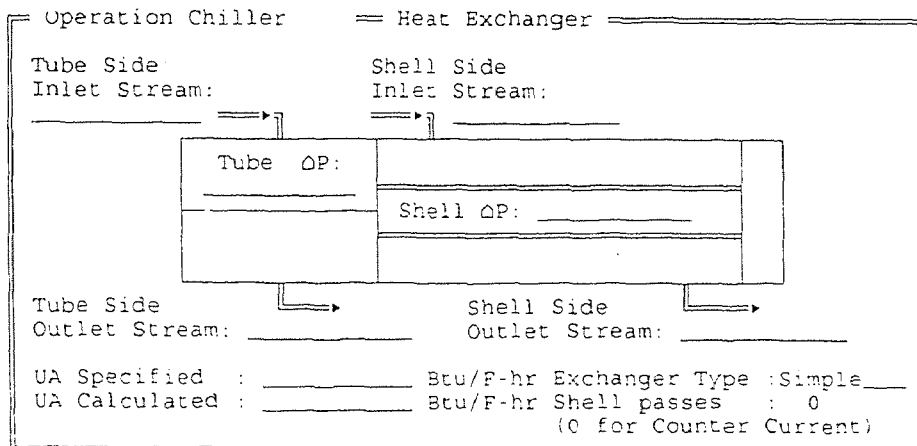 Operation Chiller Heat Exchanger
Tube Side Shell Side
Inlet Stream: Inlet Stream:
Tube ΔP:
Shell ΔP:
Tube Side Shell Side
Outlet Stream: Outlet Stream:
UA Specified : Btu/F-hr Exchanger Type :Simple
UA Calculated : Btu/F-hr Shell passes : 0
(0 for Counter Current)